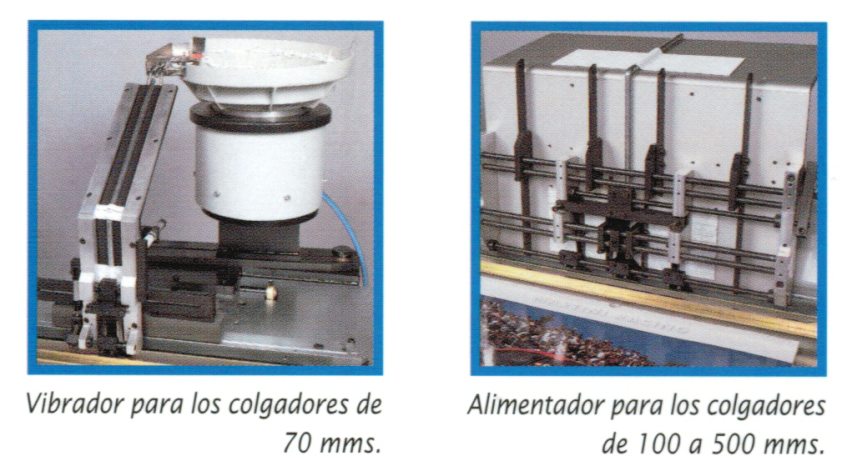 Vibrador para los colgadores de
70 mms.
Alimentador para los colgadores
de 100 a 500 mms.